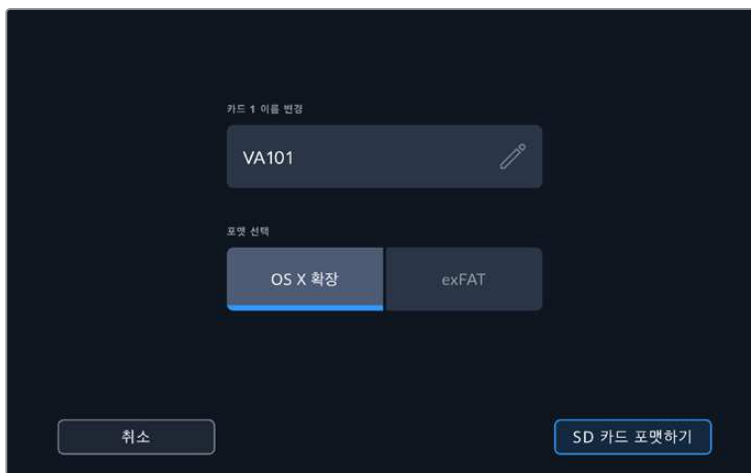 카드 1 이름 변경
VA101
포맷 선택
OS X 확장
exFAT
취소
SD 카드 포맷하기